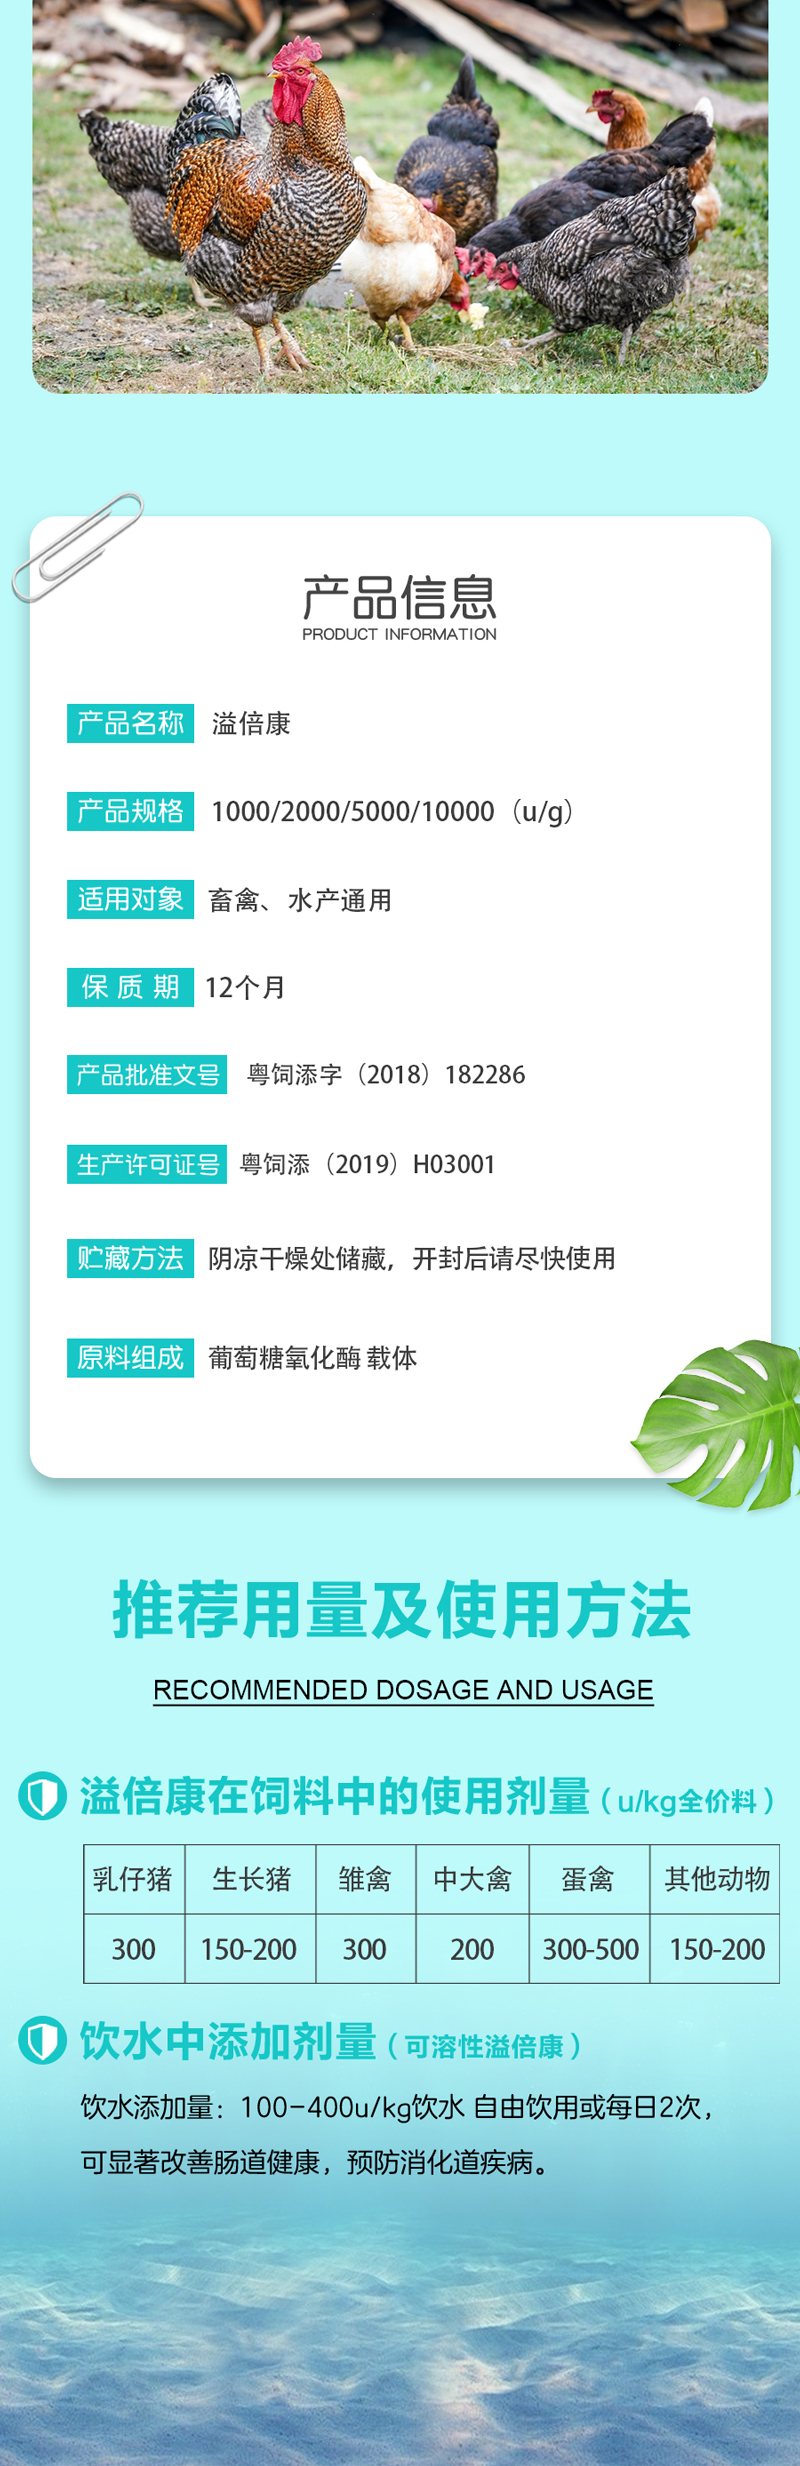 产品信息
PRODUCT INFORMATION
产品名称 溢倍康
产品规格 1000/2000/5000/10000（u/g）
适用对象 畜禽、水产通用
保质期 12个月
产品批准文号 粤饲添字（2018）182286
生产许可证号 粤饲添（2019）H03001
贮藏方法 阴凉干燥处储藏，开封后请尽快使用
原料组成 葡萄糖氧化酶 载体
推荐用量及使用方法
RECOMMENDED DOSAGE AND USAGE
溢倍康在饲料中的使用剂量（u/kg全价料）
乳仔猪 生长猪 雏禽 中大禽 蛋禽 其他动物
300 150-200 300 200 300-500 150-200
饮水中添加剂量（可溶性溢倍康）
饮水添加量：100-400u/kg饮水 自由饮用或每日2次，
可显著改善肠道健康，预防消化道疾病。